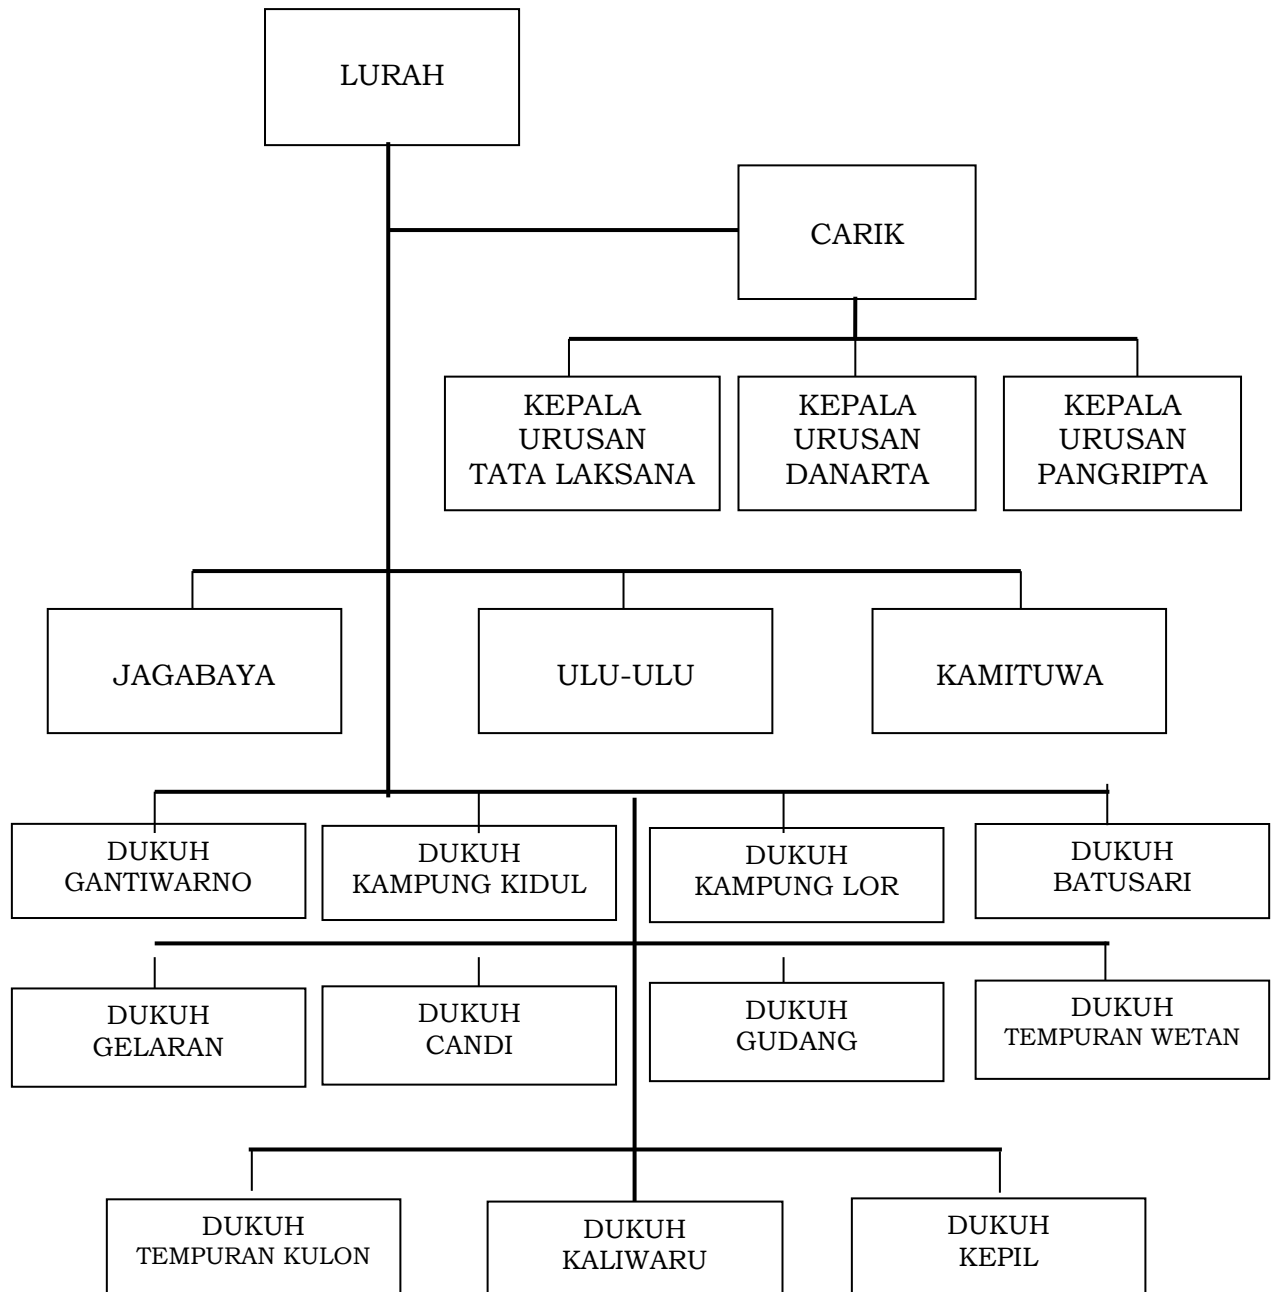 LURAH
CARIK
KEPALA
URUSAN
TATA LAKSANA
KEPALA
URUSAN
DANARTA
KEPALA
URUSAN
PANGRIPTA
JAGABAYA
ULU-ULU
KAMITUWA
DUKUH
GANTIWARNO
DUKUH
KAMPUNG KIDUL
DUKUH
KAMPUNG LOR
DUKUH
BATUSARI
DUKUH
GELARAN
DUKUH
CANDI
DUKUH
GUDANG
DUKUH
TEMPURAN WETAN
DUKUH
TEMPURAN KULON
DUKUH
KALIWARU
DUKUH
KEPIL